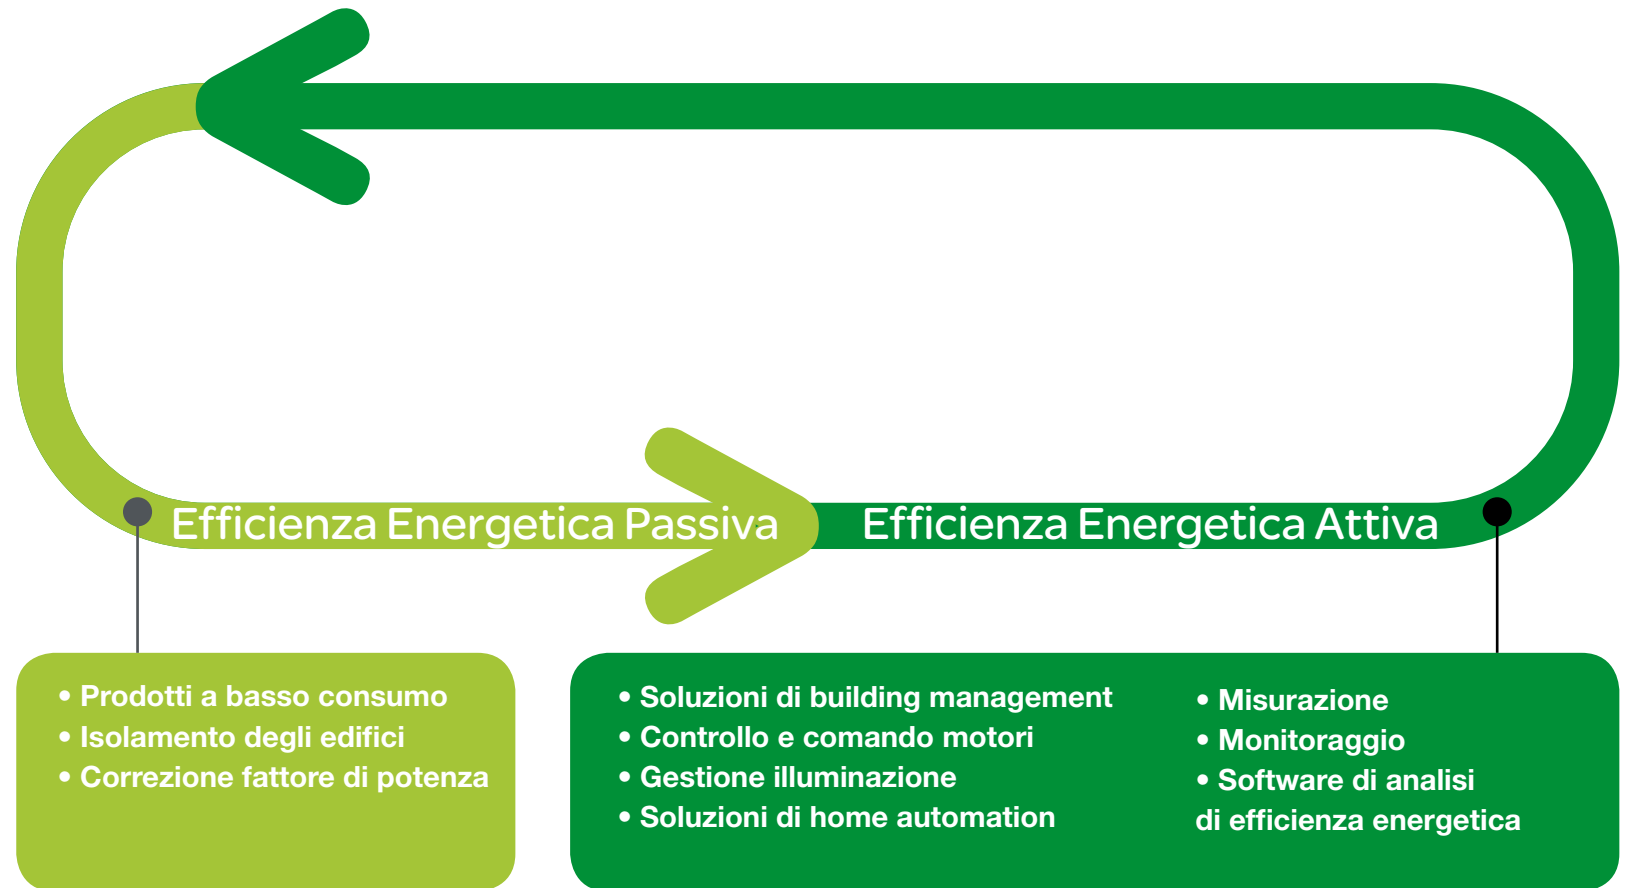 Efficienza Energetica Passiva
Efficienza Energetica Attiva
• Prodotti a basso consumo
• Isolamento degli edifici
• Correzione fattore di potenza
• Soluzioni di building management
• Controllo e comando motori
• Gestione illuminazione
• Soluzioni di home automation
• Misurazione
• Monitoraggio
• Software di analisi
di efficienza energetica